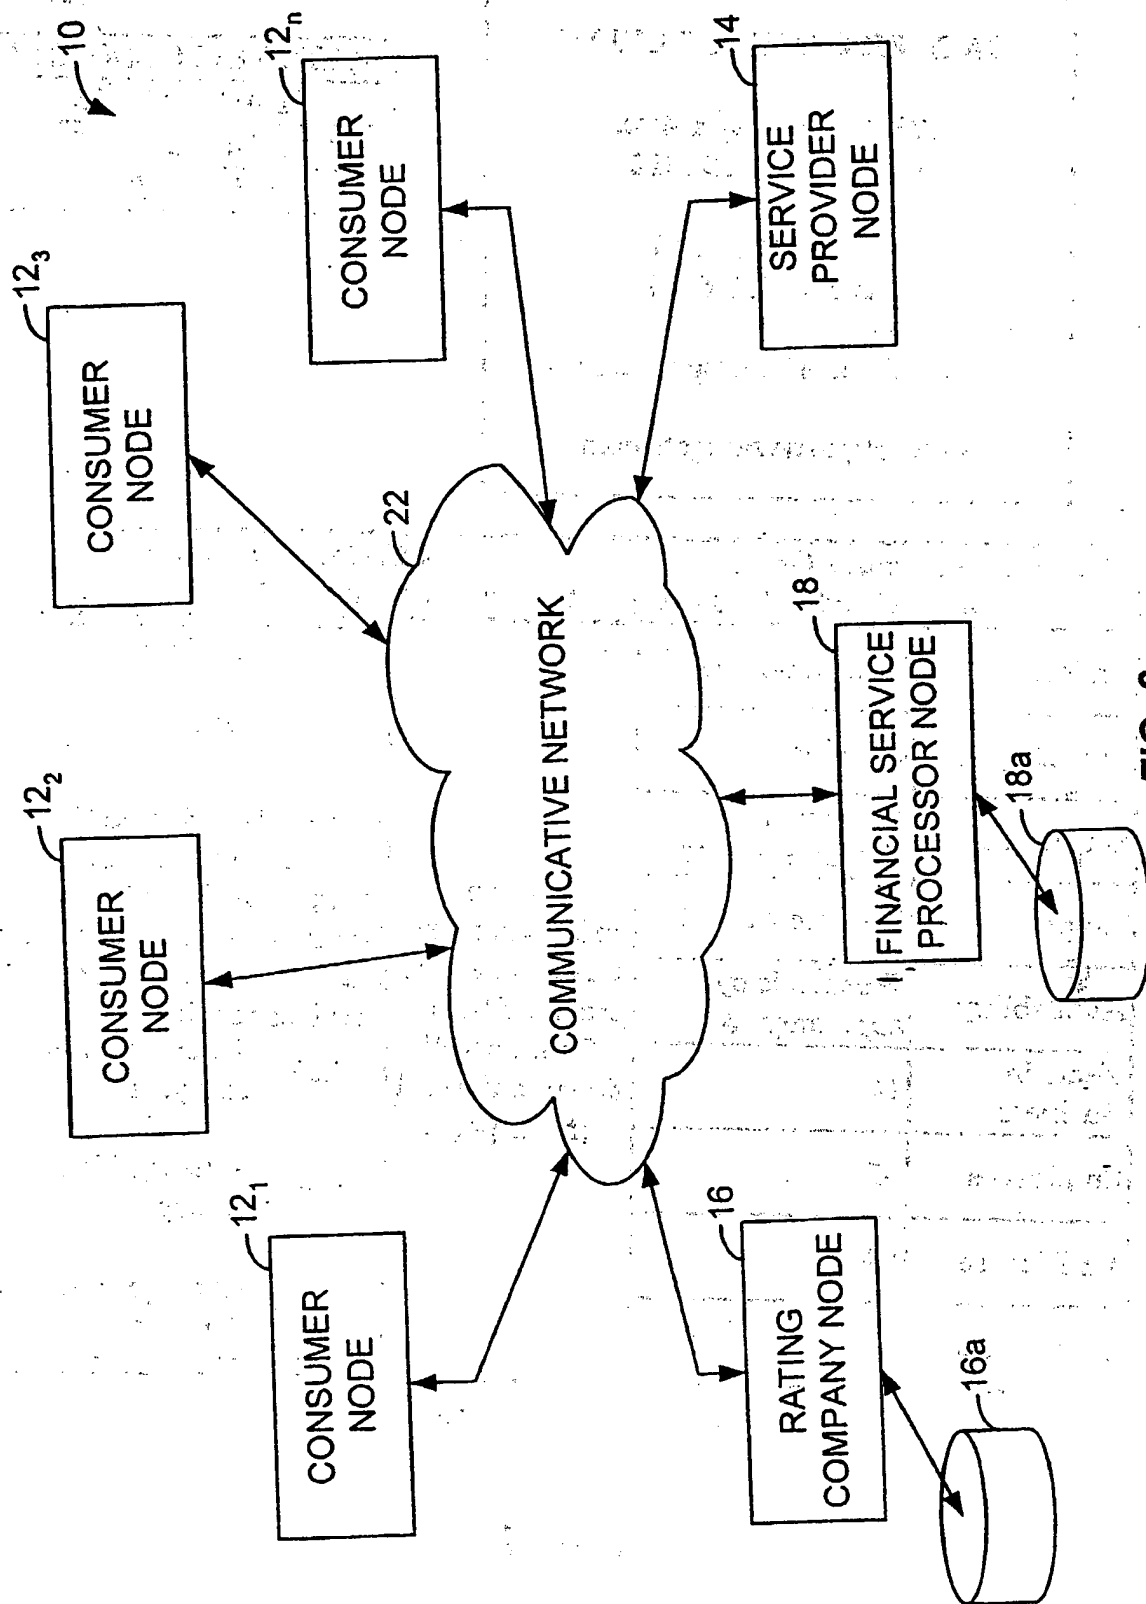 10
12₁
CONSUMER
NODE
12₂
CONSUMER
NODE
12₃
CONSUMER
NODE
12ₙ
CONSUMER
NODE
22
COMMUNICATIVE NETWORK
16
RATING
COMPANY NODE
16a
18
FINANCIAL SERVICE
PROCESSOR NODE
18a
14
SERVICE
PROVIDER
NODE
FIG.